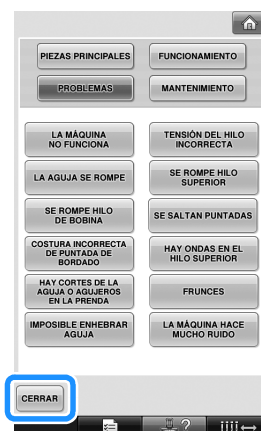 PIEZAS PRINCIPALES
FUNCIONAMIENTO
PROBLEMAS
MANTENIMIENTO
LA MÁQUINA
NO FUNCIONA
TENSIÓN DEL HILO
INCORRECTA
LA AGUJA SE ROMPE
SE ROMPE HILO
SUPERIOR
SE ROMPE HILO
DE BOBINA
SE SALTAN PUNTADAS
COSTURA INCORRECTA
DE PUNTADA DE
BORDADO
HAY ONDAS EN EL
HILO SUPERIOR
HAY CORTES DE LA
AGUJA O AGUJEROS
EN LA PRENDA
FRUNCES
IMPOSIBLE ENHEBRAR
AGUJA
LA MÁQUINA HACE
MUCHO RUIDO
CERRAR
?